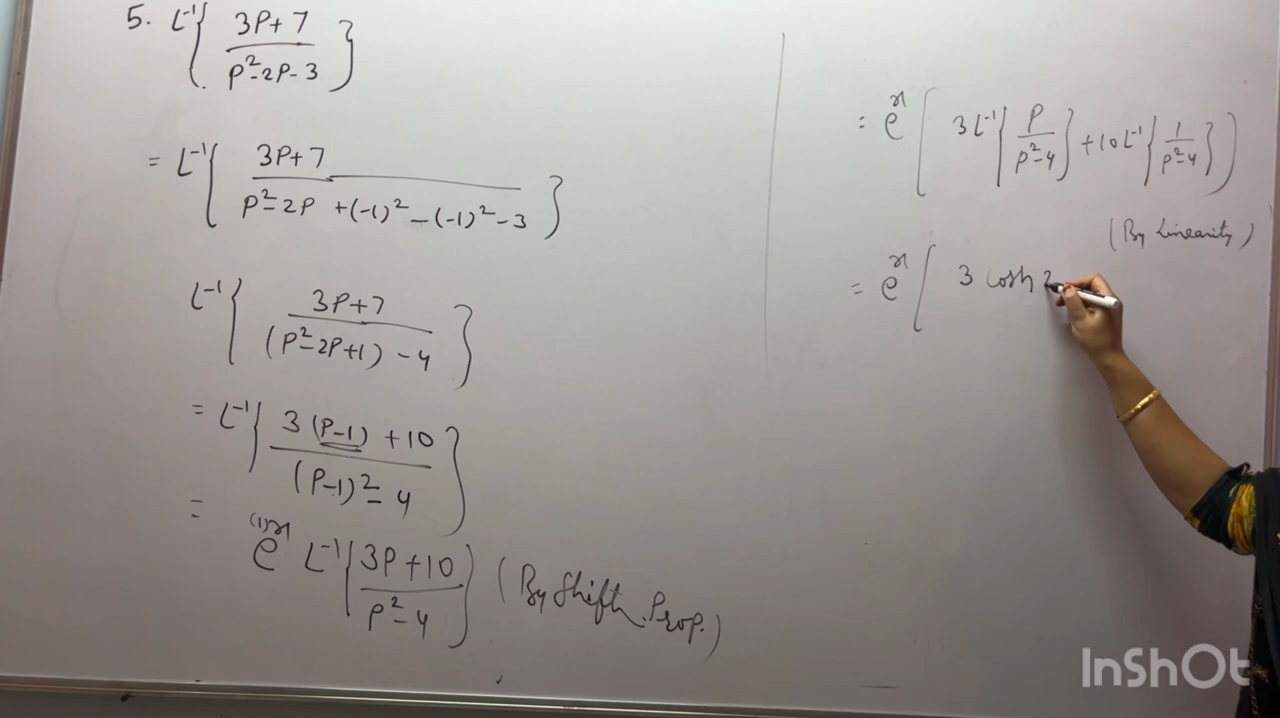 5. L⁻¹{ 3P+7 / P²-2P-3 }
= L⁻¹{ 3P+7 / P²-2P +(-1)² -(-1)² -3 }
L⁻¹{ 3P+7 / (P²-2P+1) -4 }
= L⁻¹{ 3(P-1) +10 / (P-1)² -4 }
= e⁽¹⁾ˣ L⁻¹{ 3P+10 / P²-4 } (By Shift. Prop.)
= eˣ [ 3L⁻¹{ P / P²-4 } +10L⁻¹{ 1 / P²-4 } ]
(By Linearity)
= eˣ [ 3 cosh 2
InShOt